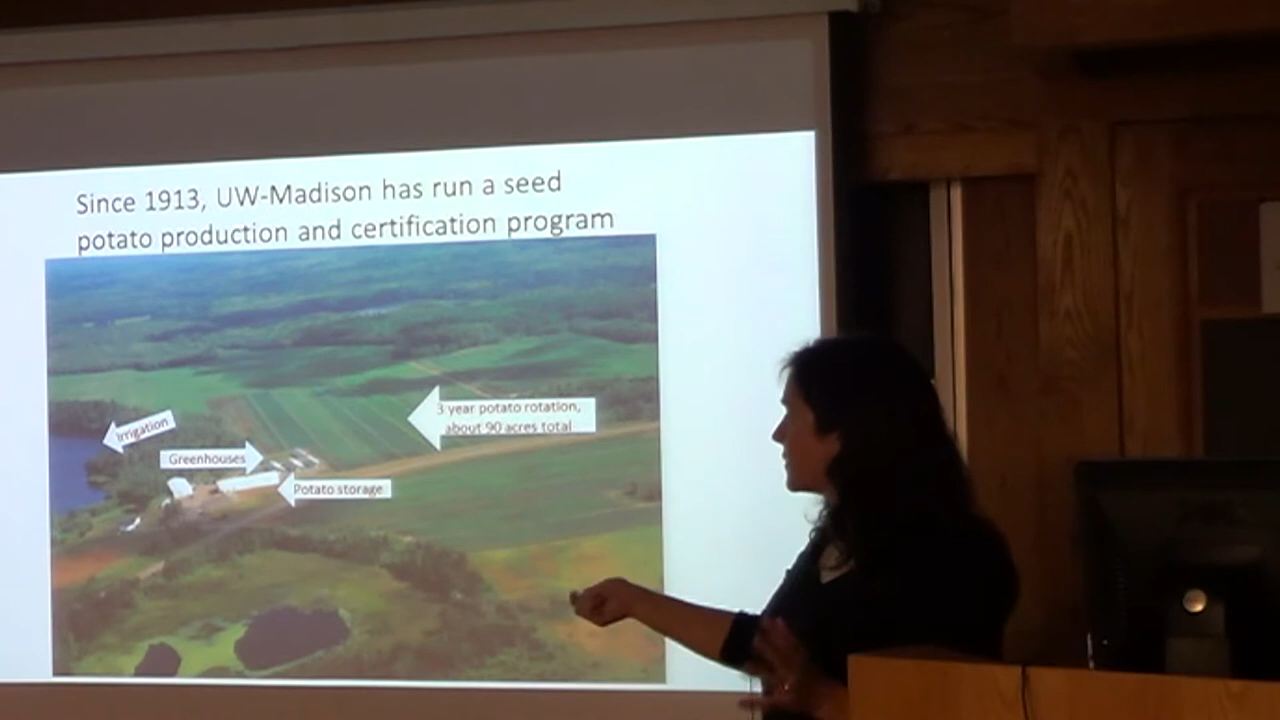 Since 1913, UW-Madison has run a seed
potato production and certification program
3 year potato rotation,
about 90 acres total
Irrigation
Greenhouses
Potato storage